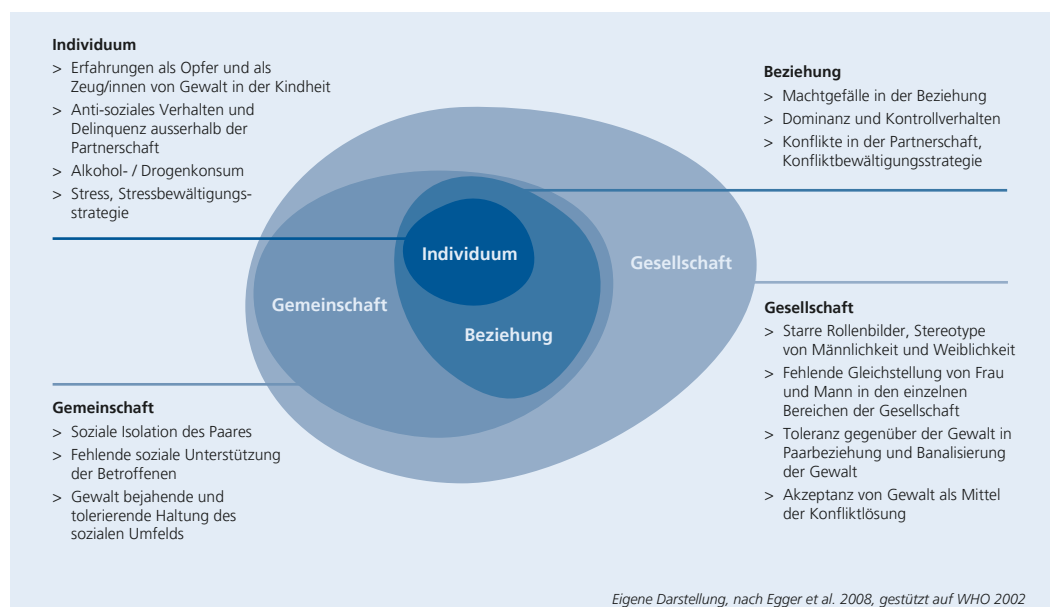 Individuum
> Erfahrungen als Opfer und als
Zeug/innen von Gewalt in der Kindheit
> Anti-soziales Verhalten und
Delinquenz ausserhalb der
Partnerschaft
> Alkohol- / Drogenkonsum
> Stress, Stressbewältigungs-
strategie
Beziehung
> Machtgefälle in der Beziehung
> Dominanz und Kontrollverhalten
> Konflikte in der Partnerschaft,
Konfliktbewältigungsstrategie
Individuum
Gesellschaft
Gemeinschaft
Beziehung
Gemeinschaft
> Soziale Isolation des Paares
> Fehlende soziale Unterstützung
der Betroffenen
> Gewalt bejahende und
tolerierende Haltung des
sozialen Umfelds
Gesellschaft
> Starre Rollenbilder, Stereotype
von Männlichkeit und Weiblichkeit
> Fehlende Gleichstellung von Frau
und Mann in den einzelnen
Bereichen der Gesellschaft
> Toleranz gegenüber der Gewalt in
Paarbeziehung und Banalisierung
der Gewalt
> Akzeptanz von Gewalt als Mittel
der Konfliktlösung
Eigene Darstellung, nach Egger et al. 2008, gestützt auf WHO 2002